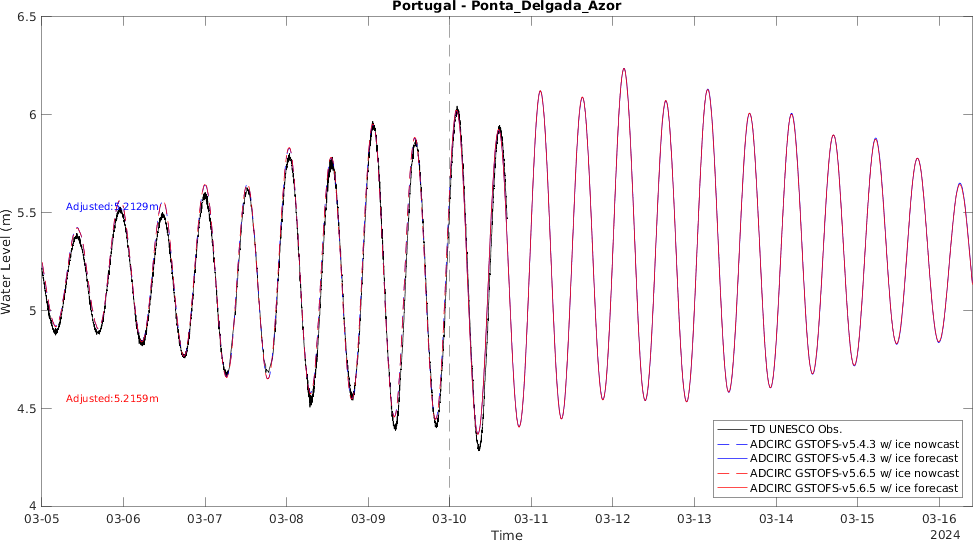 Portugal - Ponta_Delgada_Azor
6.5
6
5.5
5
4.5
4
Water Level (m)
Adjusted:5.2129m
Adjusted:5.2159m
TD UNESCO Obs.
ADCIRC GSTOFS-v5.4.3 w/ ice nowcast
ADCIRC GSTOFS-v5.4.3 w/ ice forecast
ADCIRC GSTOFS-v5.6.5 w/ ice nowcast
ADCIRC GSTOFS-v5.6.5 w/ ice forecast
03-05 03-06 03-07 03-08 03-09 03-10 03-11 03-12 03-13 03-14 03-15 03-16
Time
2024